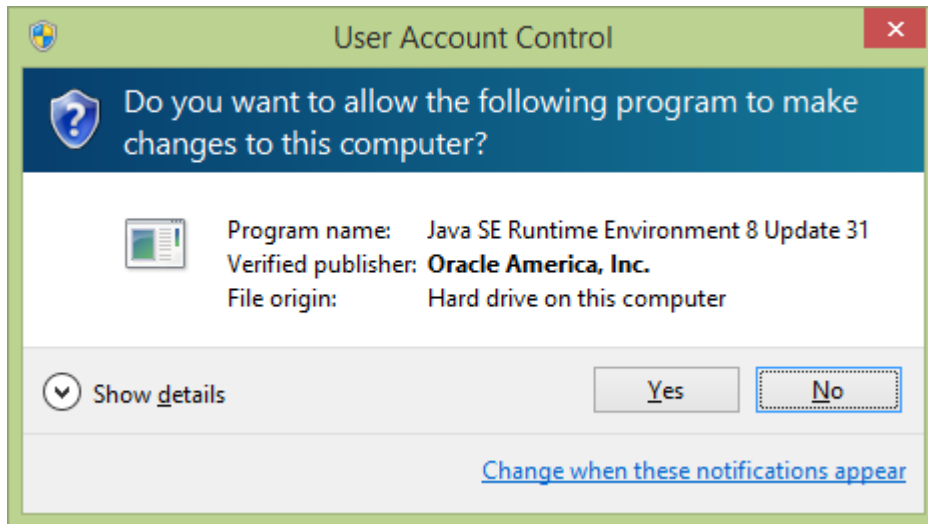 User Account Control
Do you want to allow the following program to make
changes to this computer?
Program name: Java SE Runtime Environment 8 Update 31
Verified publisher: Oracle America, Inc.
File origin: Hard drive on this computer
Show details
Yes
No
Change when these notifications appear